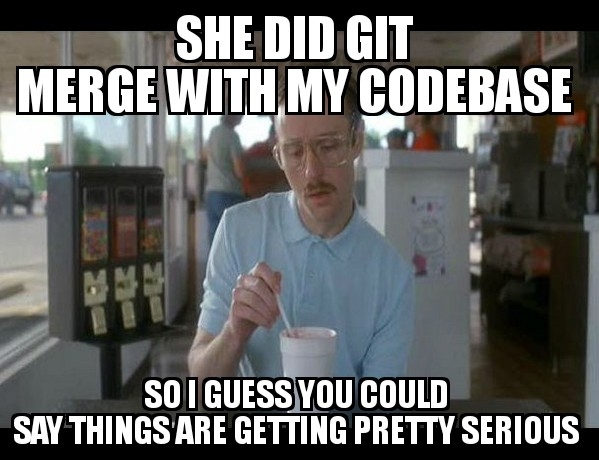 SHE DID GIT
MERGE WITH MY CODEBASE
SO I GUESS YOU COULD
SAY THINGS ARE GETTING PRETTY SERIOUS